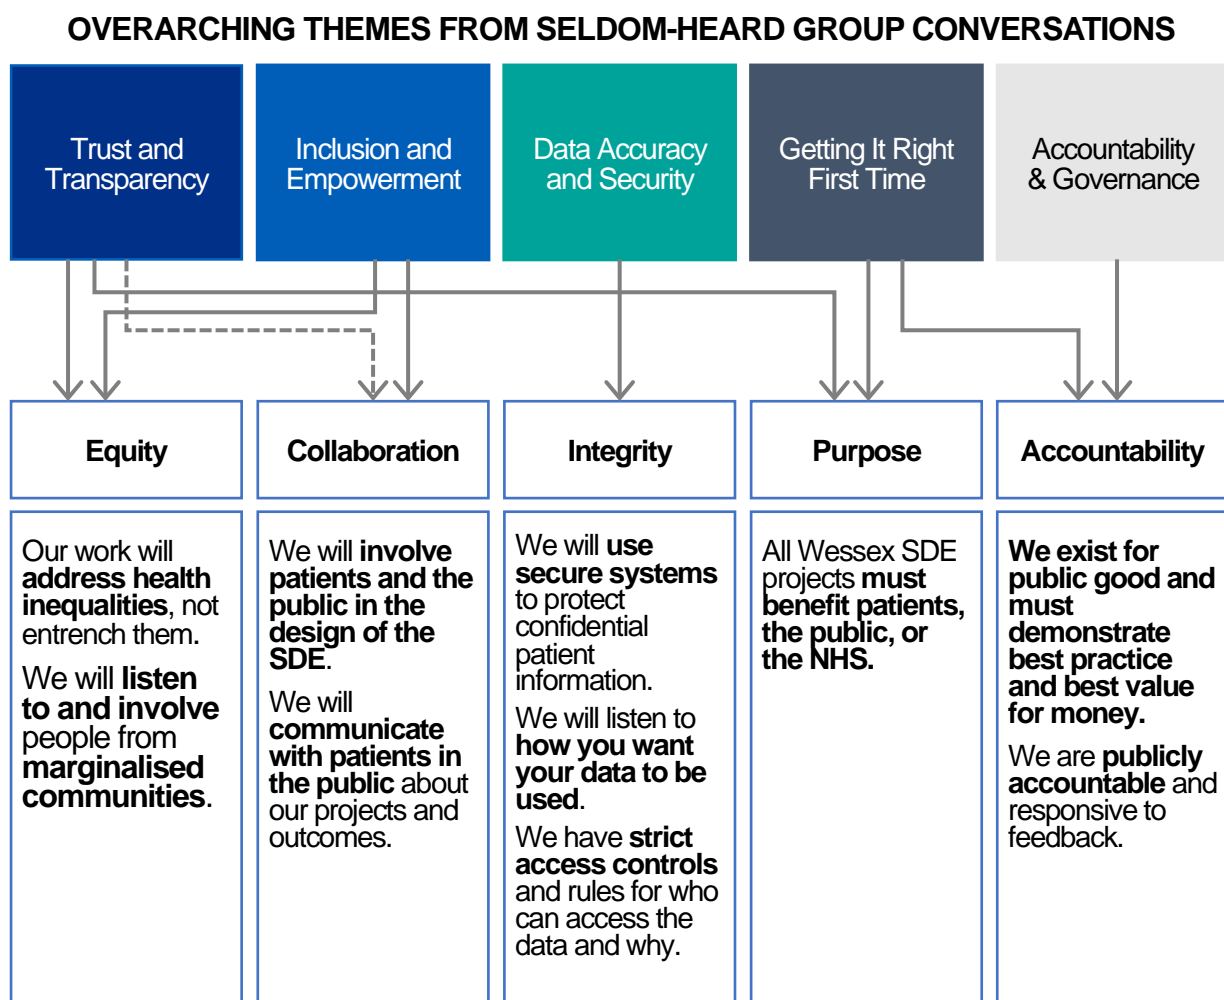 OVERARCHING THEMES FROM SELDOM-HEARD GROUP CONVERSATIONS
Trust and
Transparency
Inclusion and
Empowerment
Data Accuracy
and Security
Getting It Right
First Time
Accountability
& Governance
Equity
Collaboration
Integrity
Purpose
Accountability
Our work will
address health
inequalities, not
entrench them.
We will listen
to and involve
people from
marginalised
communities.
We will involve
patients and the
public in the
design of the
SDE.
We will
communicate
with patients in
the public about
our projects and
outcomes.
We will use
secure systems
to protect
confidential
patient
information.
We will listen to
how you want
your data to be
used.
We have strict
access controls
and rules for who
can access the
data and why.
All Wessex SDE
projects must
benefit patients,
the public, or
the NHS.
We exist for
public good and
must
demonstrate
best practice
and best value
for money.
We are publicly
accountable and
responsive to
feedback.